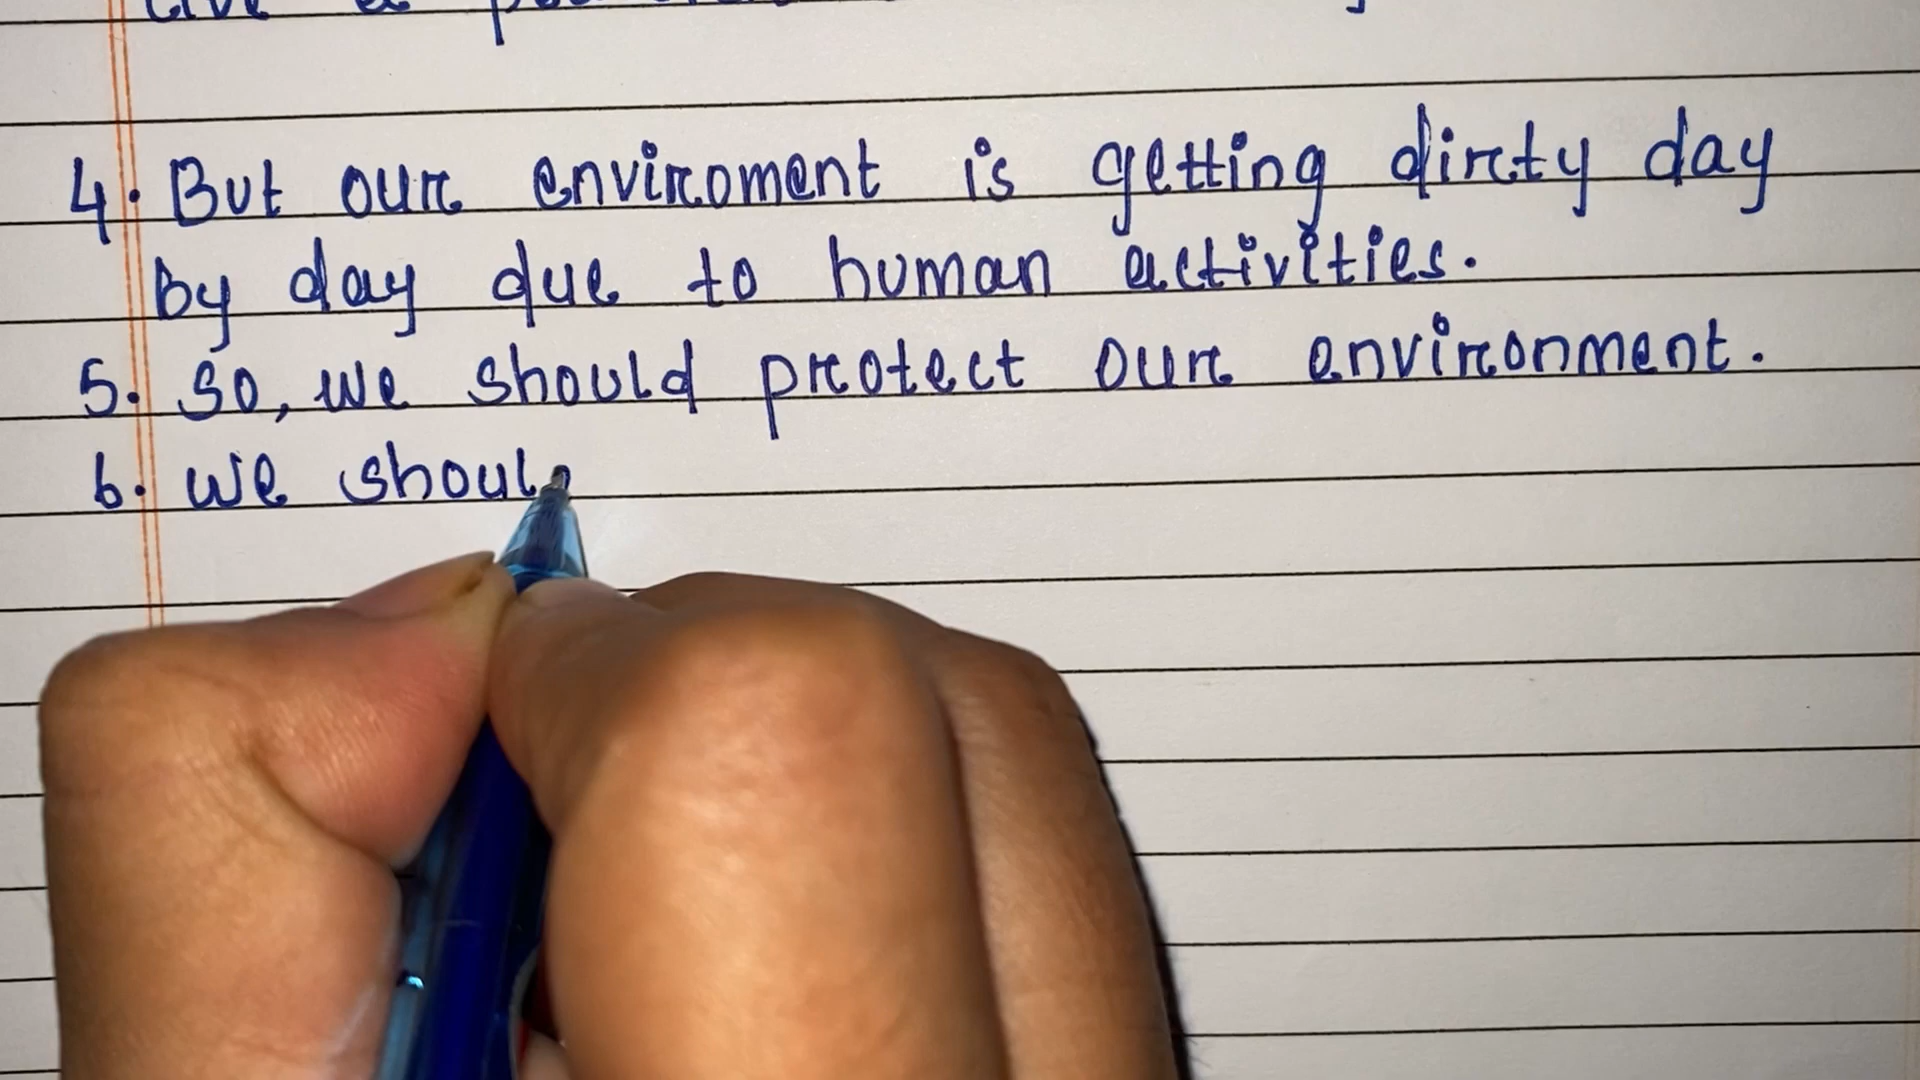 4. But our enviroment is getting dirty day
by day due to human activities.
5. So, we should protect our environment.
6. we shoul